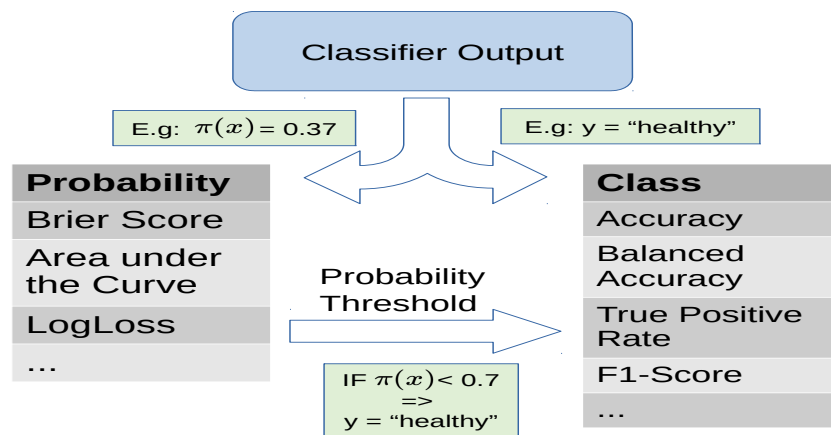 Classifier Output
E.g: π(x) = 0.37
E.g: y = “healthy”
Probability
Brier Score
Area under
the Curve
LogLoss
...
Probability
Threshold
IF π(x) < 0.7
=>
y = “healthy”
Class
Accuracy
Balanced
Accuracy
True Positive
Rate
F1-Score
...